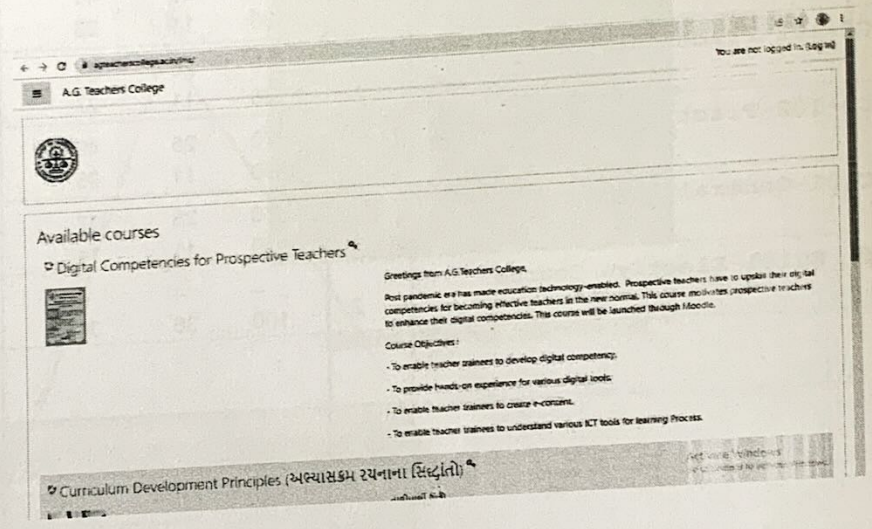 agteacherscollege.ac.in/lms/
You are not logged in. (Log in)
A.G. Teachers College
Available courses
Digital Competencies for Prospective Teachers
Greetings from A.G.Teachers College,
Post pandemic era has made education technology-enabled. Prospective teachers have to upskill their digital
competencies for becoming effective teachers in the new normal. This course motivates prospective teachers
to enhance their digital competencies. This course will be launched through Moodle.
Course Objectives :
- To enable teacher trainees to develop digital competency.
- To provide hands-on experience for various digital tools.
- To enable teacher trainees to create e-content.
- To enable teacher trainees to understand various ICT tools for learning Process.
Curriculum Development Principles (અભ્યાસક્રમ રચનાના સિદ્ધાંતો)